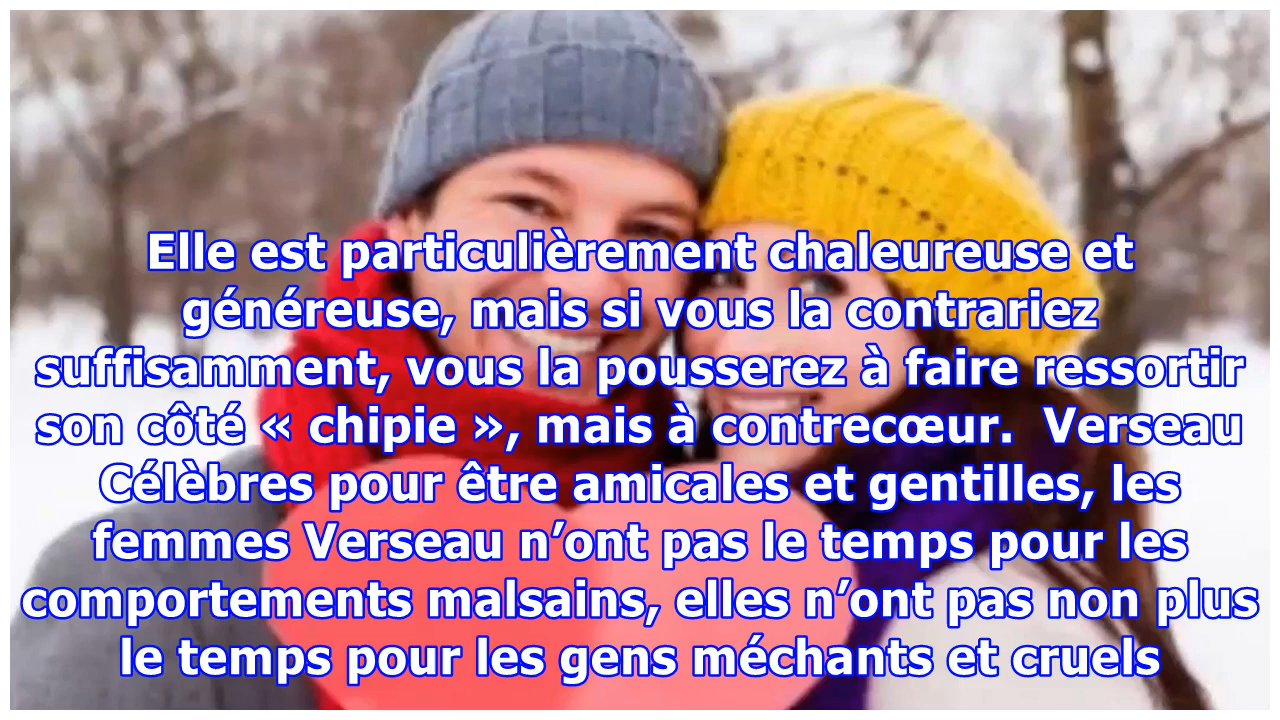 Elle est particulièrement chaleureuse et
généreuse, mais si vous la contrariez
suffisamment, vous la pousserez à faire ressortir
son côté « chipie », mais à contrecœur.  Verseau
Célèbres pour être amicales et gentilles, les
femmes Verseau n’ont pas le temps pour les
comportements malsains, elles n’ont pas non plus
le temps pour les gens méchants et cruels